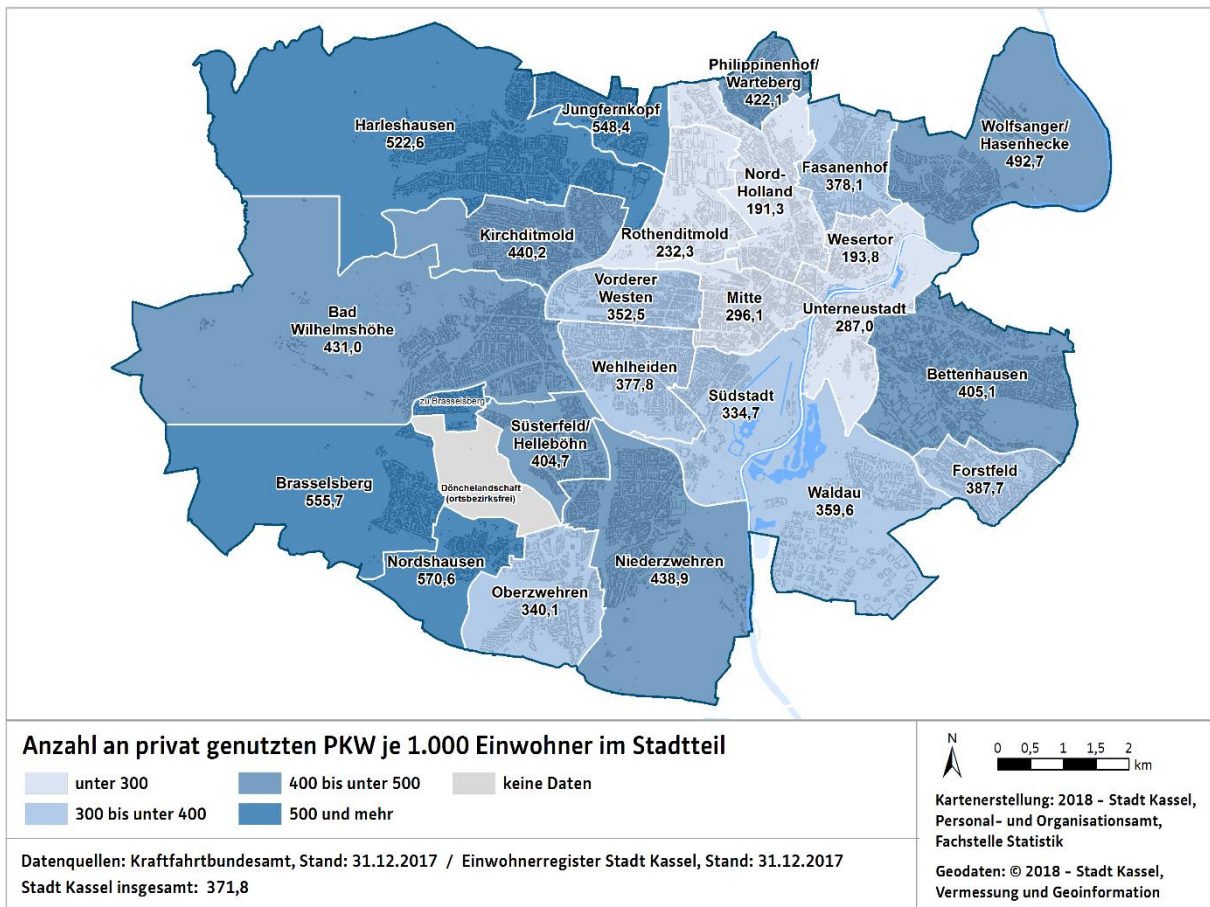 Philippinenhof/
Warteberg
422,1
Jungfernkopf
548,4
Harleshausen
522,6
Wolfsanger/
Hasenhecke
492,7
Nord-
Holland
191,3
Fasanenhof
378,1
Kirchditmold
440,2
Rothenditmold
232,3
Wesertor
193,8
Vorderer
Westen
352,5
Mitte
296,1
Unterneustadt
287,0
Bad
Wilhelmshöhe
431,0
Wehlheiden
377,8
Bettenhausen
405,1
Südstadt
334,7
zu Brasselsberg
Süsterfeld/
Helleböhn
404,7
Forstfeld
387,7
Brasselsberg
555,7
Dönchelandschaft
(ortsbezirksfrei)
Waldau
359,6
Nordshausen
570,6
Niederzwehren
438,9
Oberzwehren
340,1
Anzahl an privat genutzten PKW je 1.000 Einwohner im Stadtteil
unter 300
400 bis unter 500
keine Daten
300 bis unter 400
500 und mehr
Datenquellen: Kraftfahrtbundesamt, Stand: 31.12.2017 / Einwohnerregister Stadt Kassel, Stand: 31.12.2017
Stadt Kassel insgesamt: 371,8
N
0 0,5 1 1,5 2
km
Kartenerstellung: 2018 - Stadt Kassel,
Personal- und Organisationsamt,
Fachstelle Statistik
Geodaten: © 2018 - Stadt Kassel,
Vermessung und Geoinformation